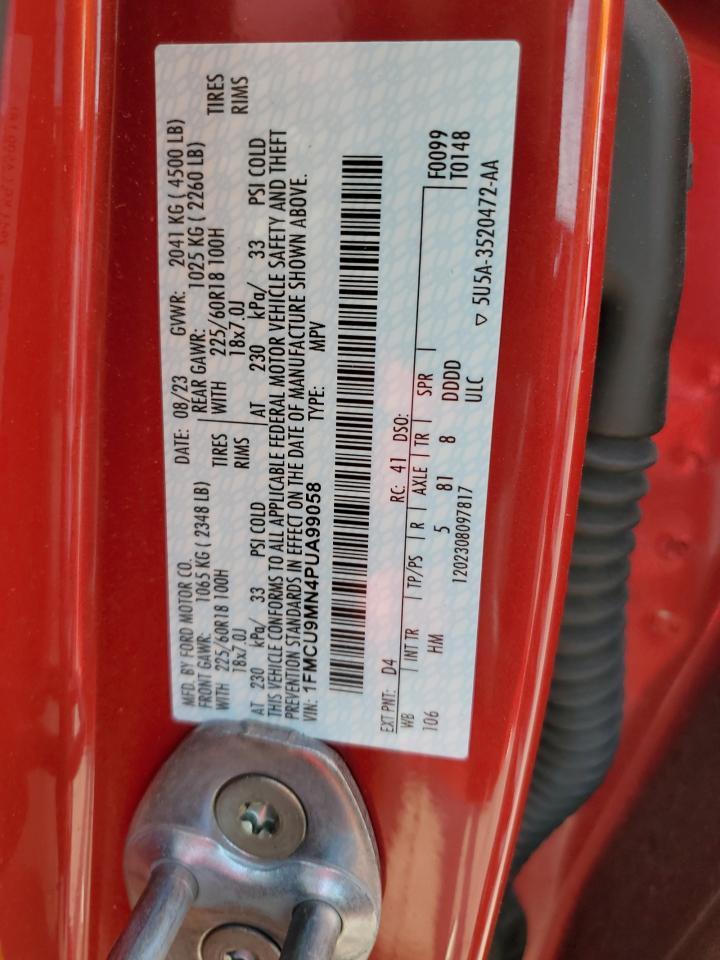 MFD. BY FORD MOTOR CO.
DATE: 08/23 GVWR: 2041 KG ( 4500 LB)
FRONT GAWR: 1065 KG ( 2348 LB) REAR GAWR: 1025 KG ( 2260 LB)
WITH 225/60R18 100H TIRES WITH 225/60R18 100H TIRES
18x7.0J RIMS 18x7.0J RIMS
AT 230 kPa/ 33 PSI COLD AT 230 kPa/ 33 PSI COLD
THIS VEHICLE CONFORMS TO ALL APPLICABLE FEDERAL MOTOR VEHICLE SAFETY AND THEFT
PREVENTION STANDARDS IN EFFECT ON THE DATE OF MANUFACTURE SHOWN ABOVE.
VIN: 1FMCU9MN4PUA99058 TYPE: MPV
EXT PNT: D4 RC: 41 DSO: F0099
WB INT TR TP/PS R AXLE TR SPR T0148
106 HM 5 81 8 DDDD
1202308097817 ULC ▽ 5U5A-3520472-AA